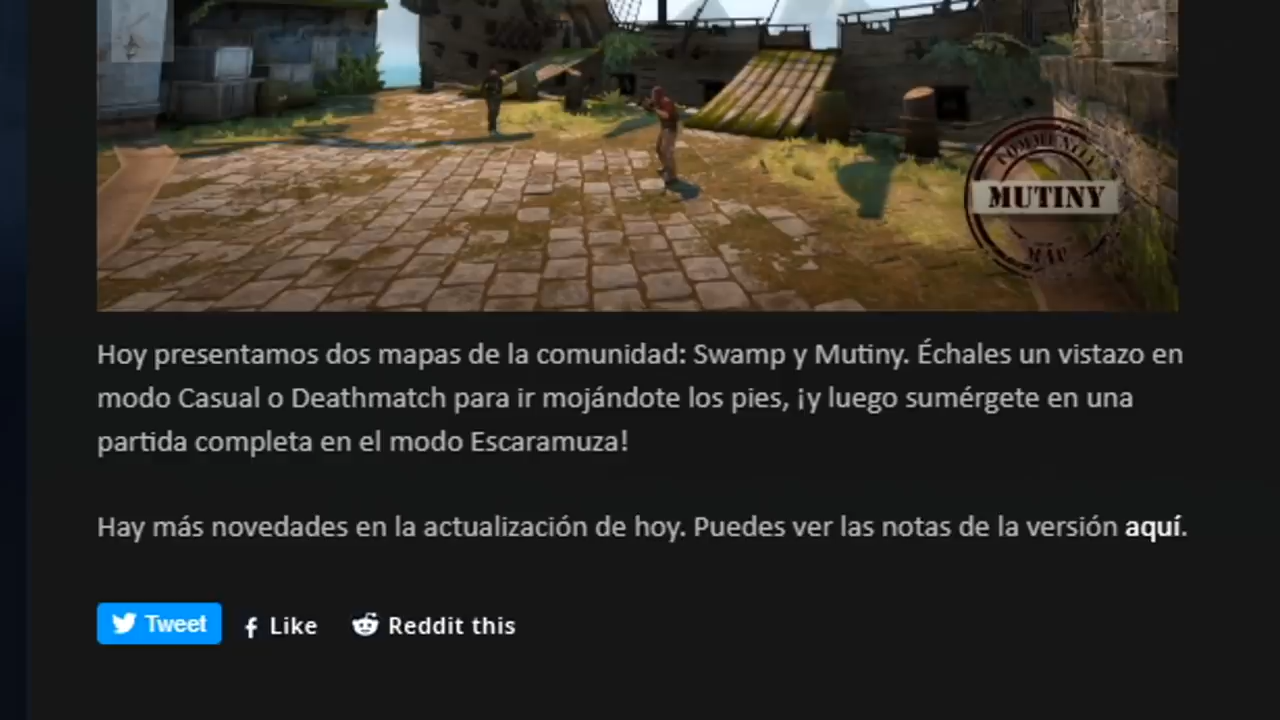 COMMUNITY
MUTINY
MAP
Hoy presentamos dos mapas de la comunidad: Swamp y Mutiny. Échales un vistazo en
modo Casual o Deathmatch para ir mojándote los pies, ¡y luego sumérgete en una
partida completa en el modo Escaramuza!
Hay más novedades en la actualización de hoy. Puedes ver las notas de la versión aquí.
Tweet
Like
Reddit this